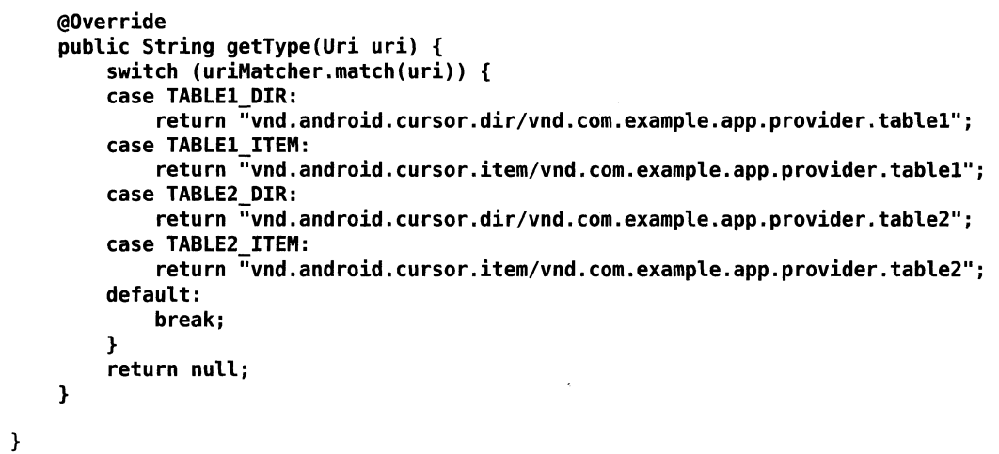 @Override
public String getType(Uri uri) {
switch (uriMatcher.match(uri)) {
case TABLE1_DIR:
return "vnd.android.cursor.dir/vnd.com.example.app.provider.table1";
case TABLE1_ITEM:
return "vnd.android.cursor.item/vnd.com.example.app.provider.table1";
case TABLE2_DIR:
return "vnd.android.cursor.dir/vnd.com.example.app.provider.table2";
case TABLE2_ITEM:
return "vnd.android.cursor.item/vnd.com.example.app.provider.table2";
default:
break;
}
return null;
}
}